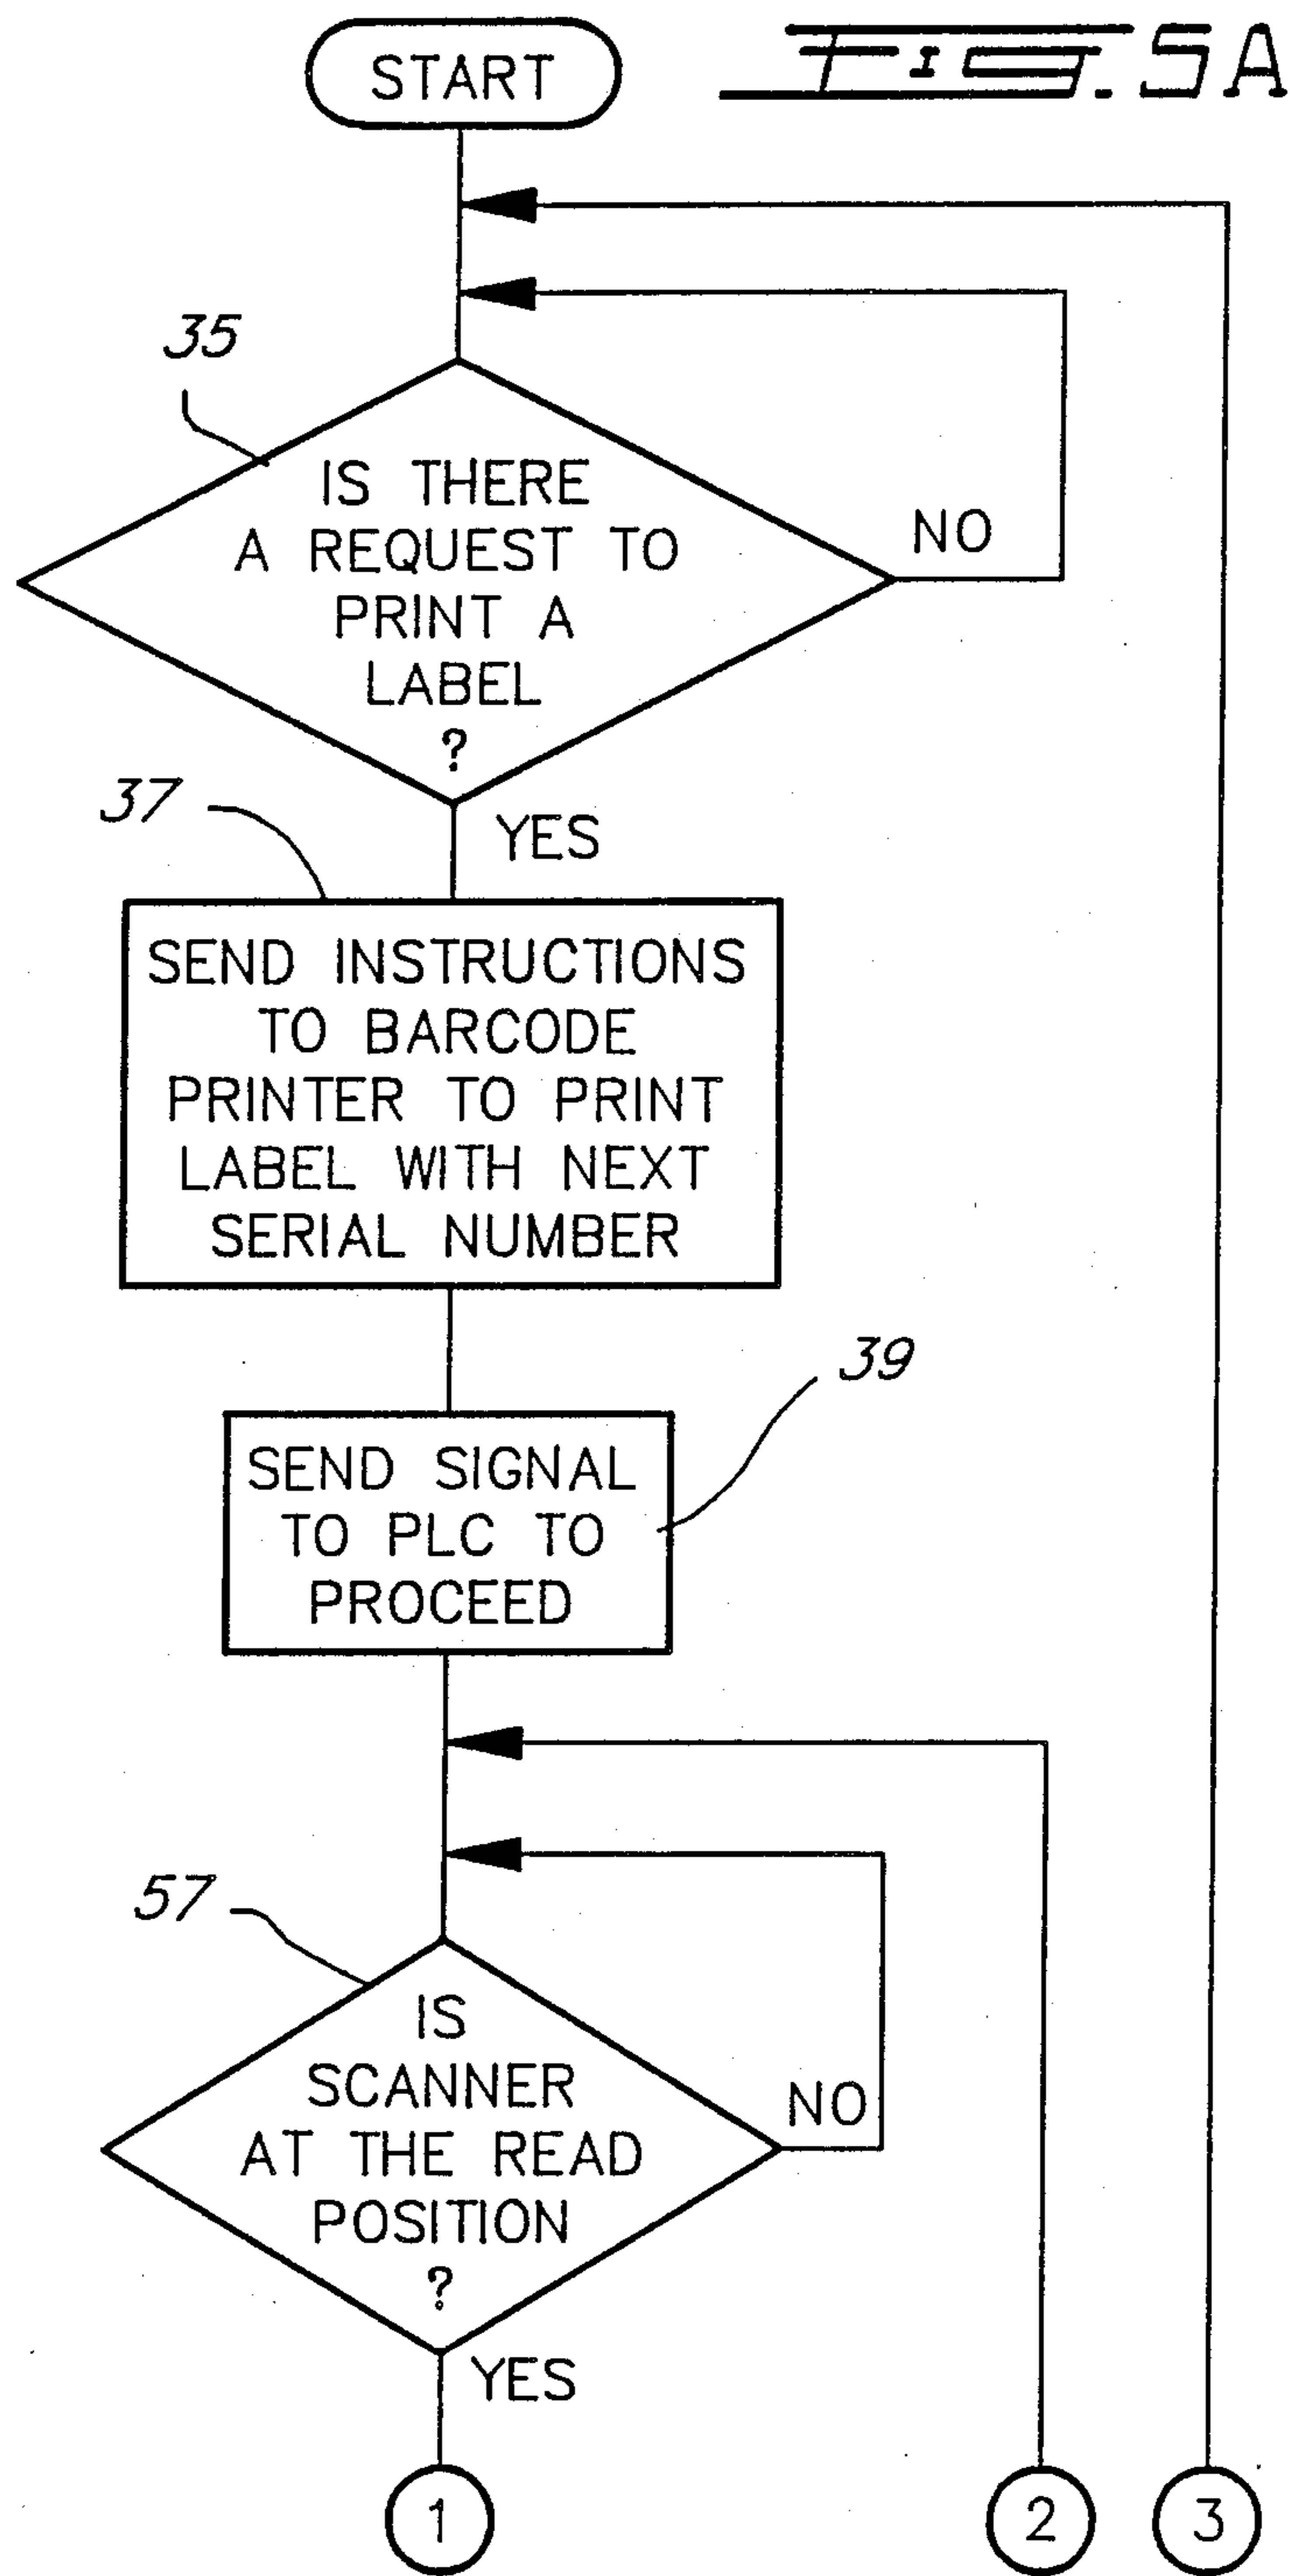 START
FIG. 5A
35
IS THERE
A REQUEST TO
PRINT A
LABEL
?
NO
37
YES
SEND INSTRUCTIONS
TO BARCODE
PRINTER TO PRINT
LABEL WITH NEXT
SERIAL NUMBER
39
SEND SIGNAL
TO PLC TO
PROCEED
57
IS
SCANNER
AT THE READ
POSITION
?
NO
YES
1
2
3